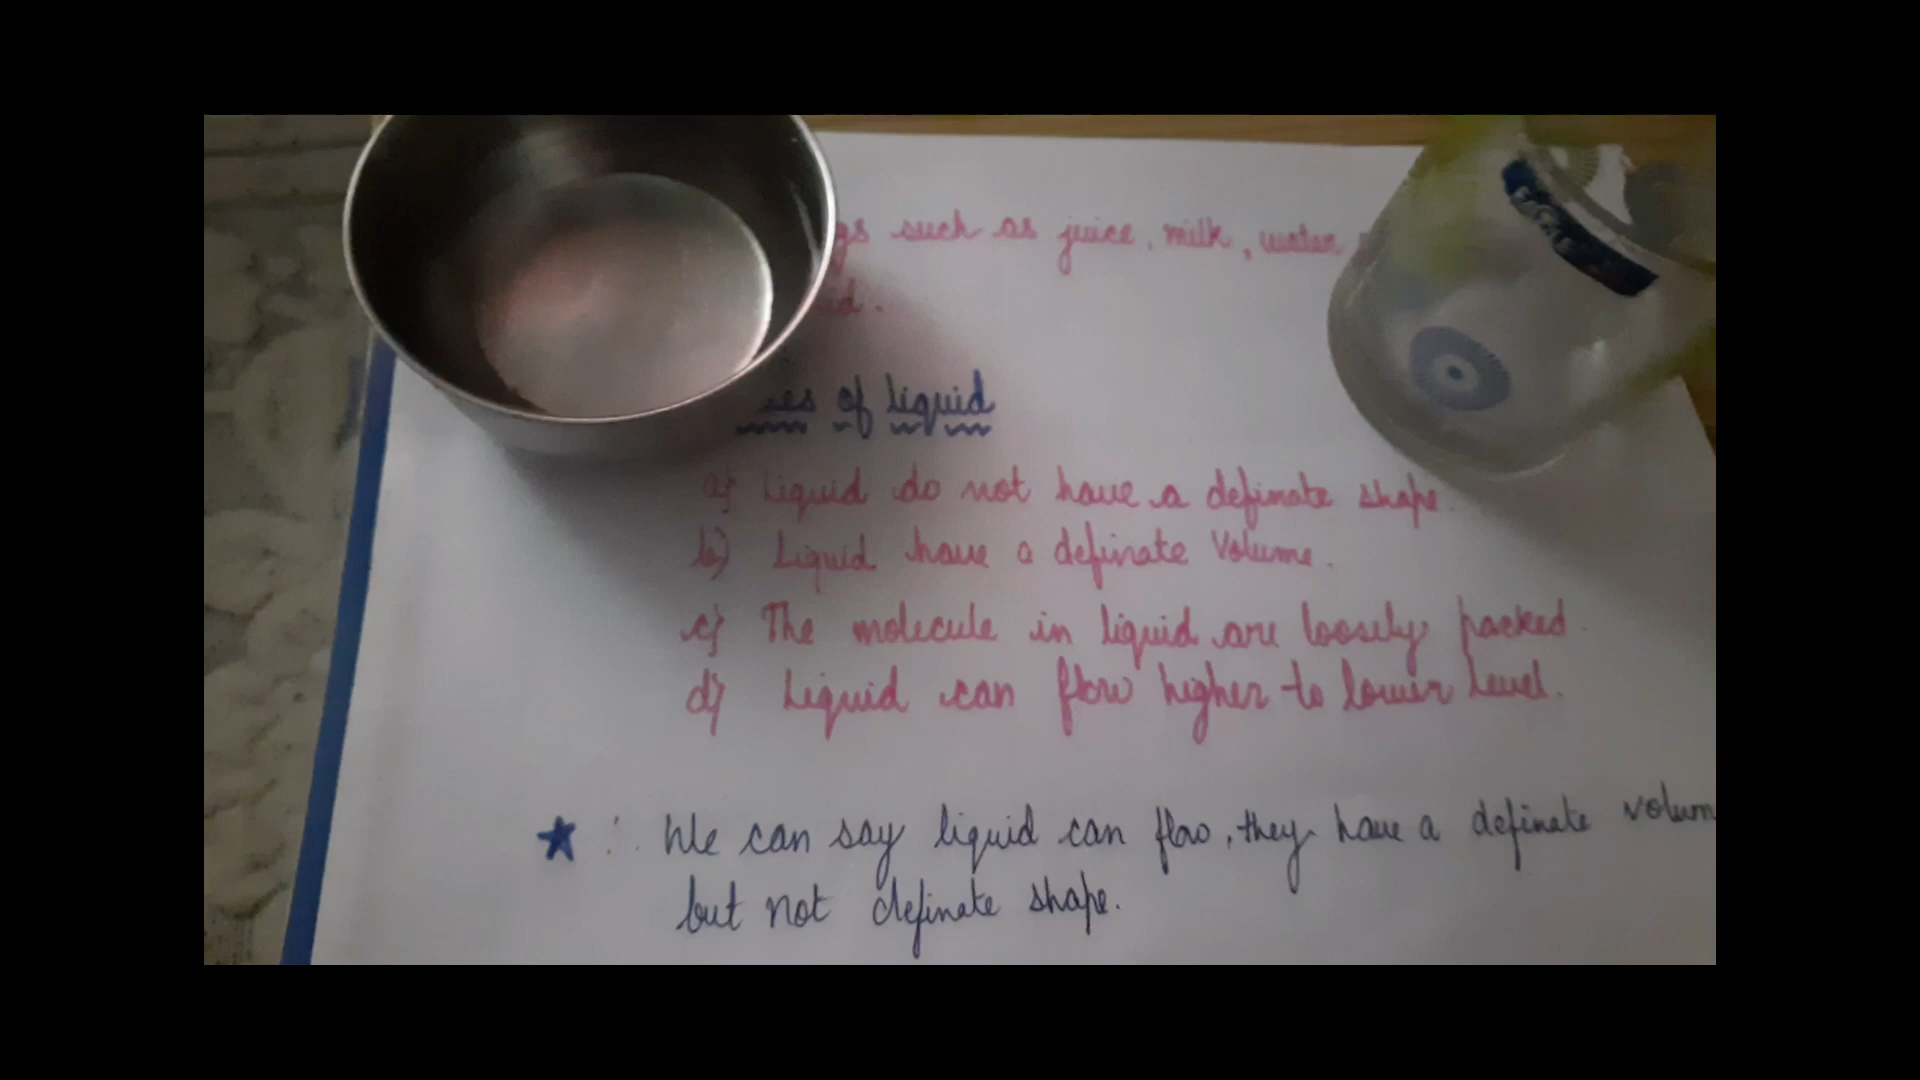 such as juice, milk, water
of liquid
a) Liquid do not have a definate shape.
b) Liquid have a definate Volume.
c) The molecule in liquid are loosely packed.
d) Liquid can flow higher to lower level.
★ ∴ We can say liquid can flow, they have a definate volum
but not definate shape.